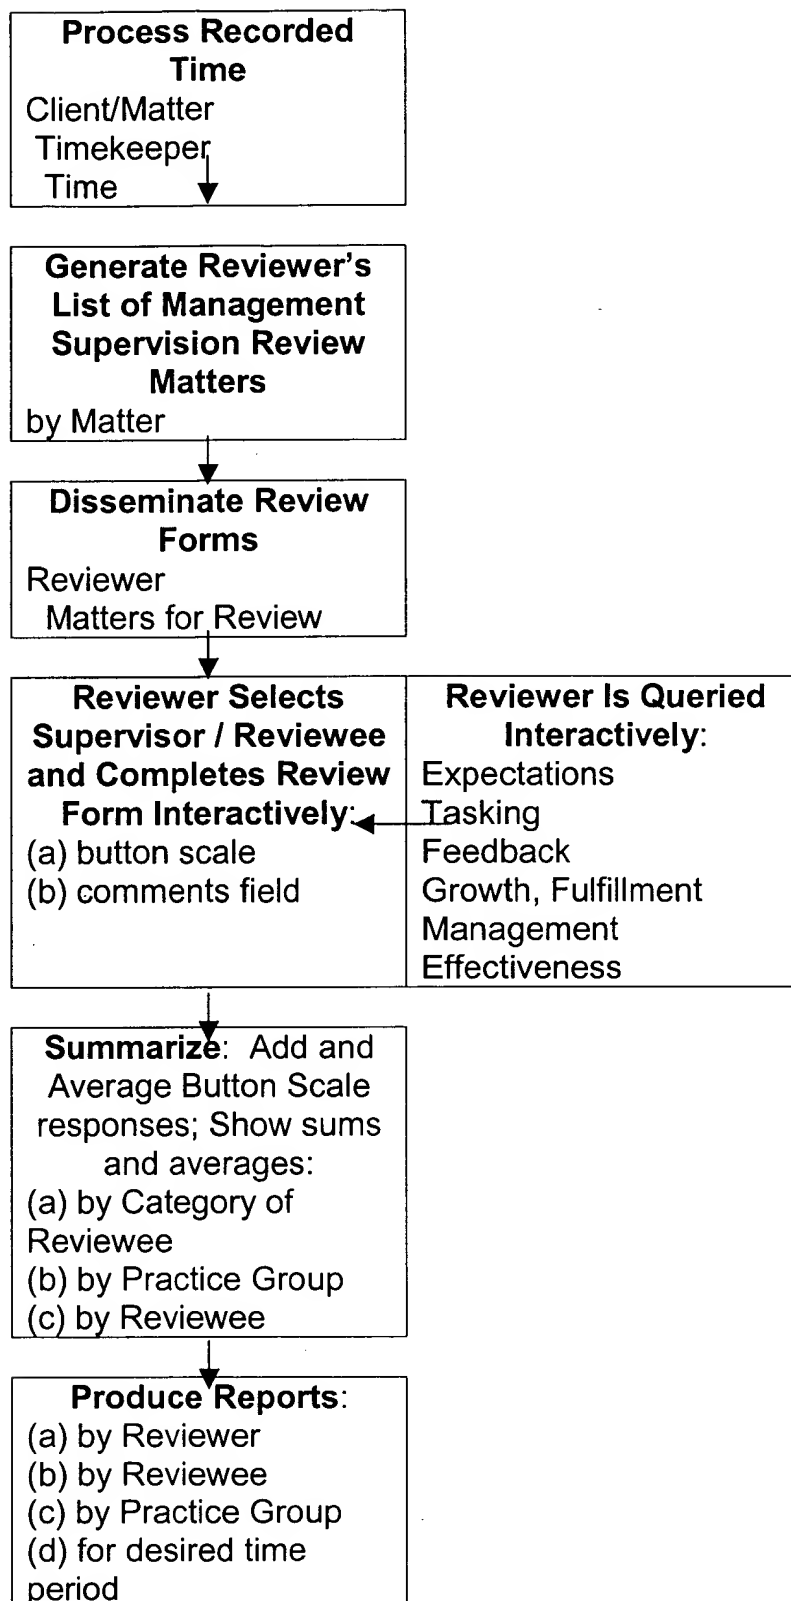 Process Recorded
Time
Client/Matter
Timekeeper
Time
Generate Reviewer's
List of Management
Supervision Review
Matters
by Matter
Disseminate Review
Forms
Reviewer
Matters for Review
Reviewer Selects
Supervisor / Reviewee
and Completes Review
Form Interactively:
(a) button scale
(b) comments field
Reviewer Is Queried
Interactively:
Expectations
Tasking
Feedback
Growth, Fulfillment
Management
Effectiveness
Summarize: Add and
Average Button Scale
responses; Show sums
and averages:
(a) by Category of
Reviewee
(b) by Practice Group
(c) by Reviewee
Produce Reports:
(a) by Reviewer
(b) by Reviewee
(c) by Practice Group
(d) for desired time
period